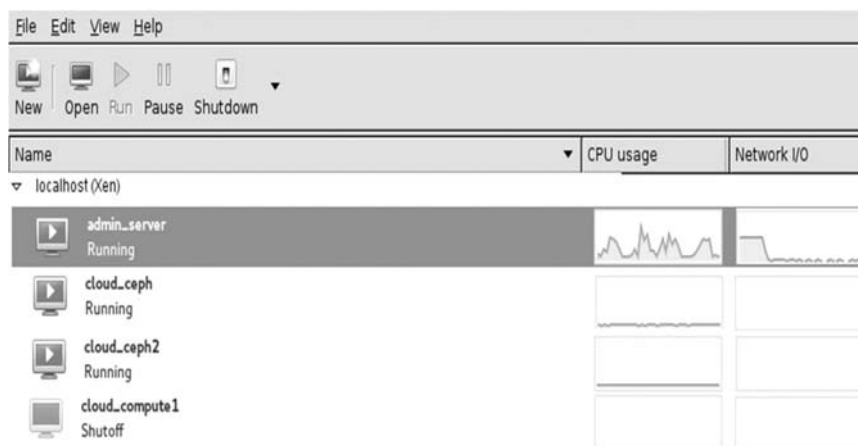 File Edit View Help
New Open Run Pause Shutdown
Name CPU usage Network I/O
localhost (Xen)
admin_server
Running
cloud_ceph
Running
cloud_ceph2
Running
cloud_compute1
Shutoff